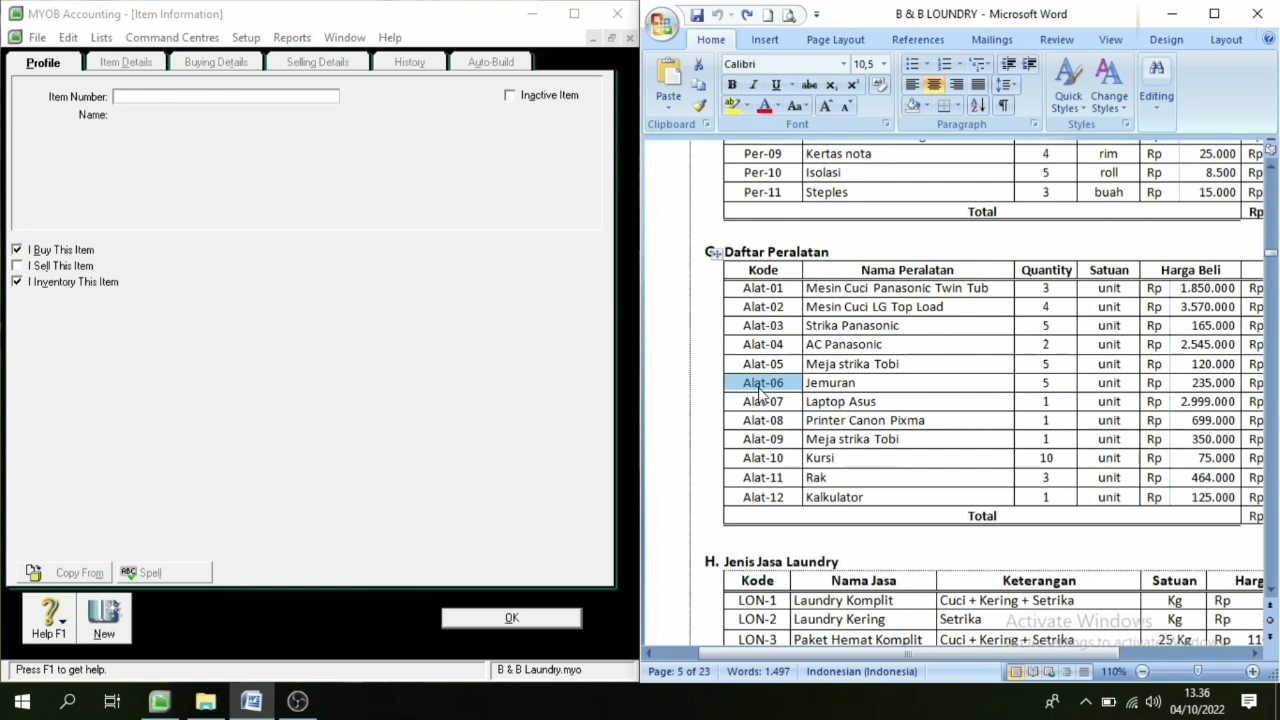 MYOB Accounting - [Item Information]
File Edit Lists Command Centres Setup Reports Window Help
Profile Item Details Buying Details Selling Details History Auto-Build
Item Number:
Inactive Item
Name:
I Buy This Item
I Sell This Item
I Inventory This Item
Copy From
ABC Spell
Help F1
New
OK
Press F1 to get help.
B & B Laundry.myo
B & B LOUNDRY - Microsoft Word
Home Insert Page Layout References Mailings Review View Design Layout
Calibri 10,5
Paste
Quick Styles
Change Styles
Editing
Clipboard Font Paragraph Styles
Per-09 Kertas nota 4 rim Rp 25.000 Rp
Per-10 Isolasi 5 roll Rp 8.500 Rp
Per-11 Steples 3 buah Rp 15.000 Rp
Total Rp
Daftar Peralatan
Kode Nama Peralatan Quantity Satuan Harga Beli
Alat-01 Mesin Cuci Panasonic Twin Tub 3 unit Rp 1.850.000 Rp
Alat-02 Mesin Cuci LG Top Load 4 unit Rp 3.570.000 Rp
Alat-03 Strika Panasonic 5 unit Rp 165.000 Rp
Alat-04 AC Panasonic 2 unit Rp 2.545.000 Rp
Alat-05 Meja strika Tobi 5 unit Rp 120.000 Rp
Alat-06 Jemuran 5 unit Rp 235.000 Rp
Alat-07 Laptop Asus 1 unit Rp 2.999.000 Rp
Alat-08 Printer Canon Pixma 1 unit Rp 699.000 Rp
Alat-09 Meja strika Tobi 1 unit Rp 350.000 Rp
Alat-10 Kursi 10 unit Rp 75.000 Rp
Alat-11 Rak 3 unit Rp 464.000 Rp
Alat-12 Kalkulator 1 unit Rp 125.000 Rp
Total Rp
H. Jenis Jasa Laundry
Kode Nama Jasa Keterangan Satuan Harg
LON-1 Laundry Komplit Cuci + Kering + Setrika Kg Rp
LON-2 Laundry Kering Setrika Kg Rp
LON-3 Paket Hemat Komplit Cuci + Kering + Setrika 25 Kg Rp 110
Activate Windows
Page: 5 of 23 Words: 1.497 Indonesian (Indonesia) 110%
13.36
04/10/2022